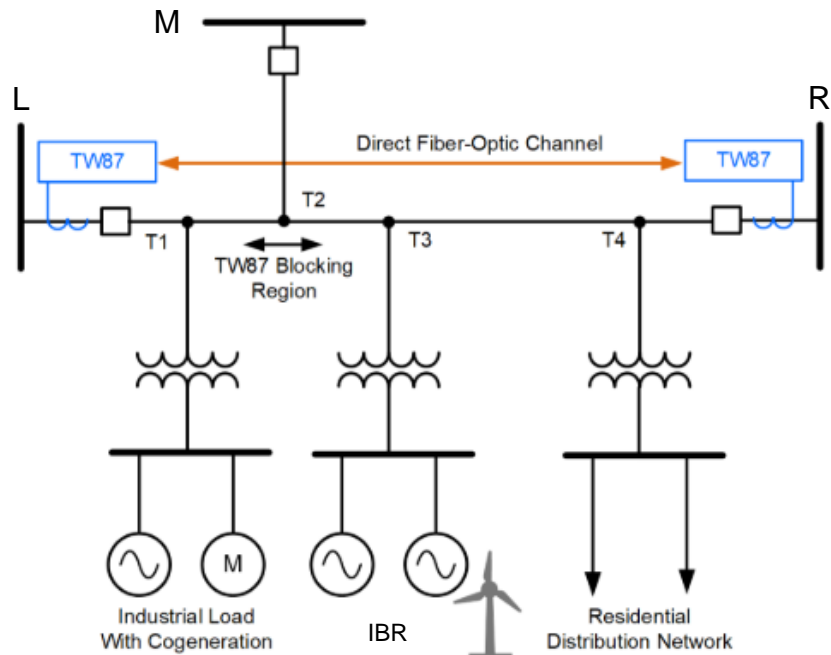 M
L
R
TW87
Direct Fiber-Optic Channel
TW87
T1
T2
T3
T4
TW87 Blocking
Region
M
Industrial Load
With Cogeneration
IBR
Residential
Distribution Network